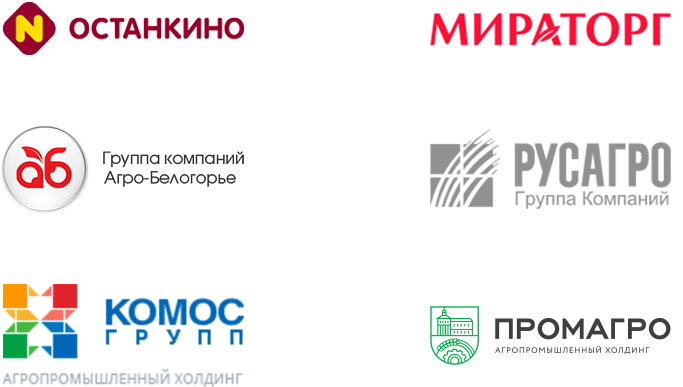 N ОСТАНКИНО
МИРАТОРГ
аб
Группа компаний
Агро-Белогорье
РУСАГРО
Группа Компаний
КОМОС
ГРУПП
АГРОПРОМЫШЛЕННЫЙ ХОЛДИНГ
ПРОМАГРО
АГРОПРОМЫШЛЕННЫЙ ХОЛДИНГ